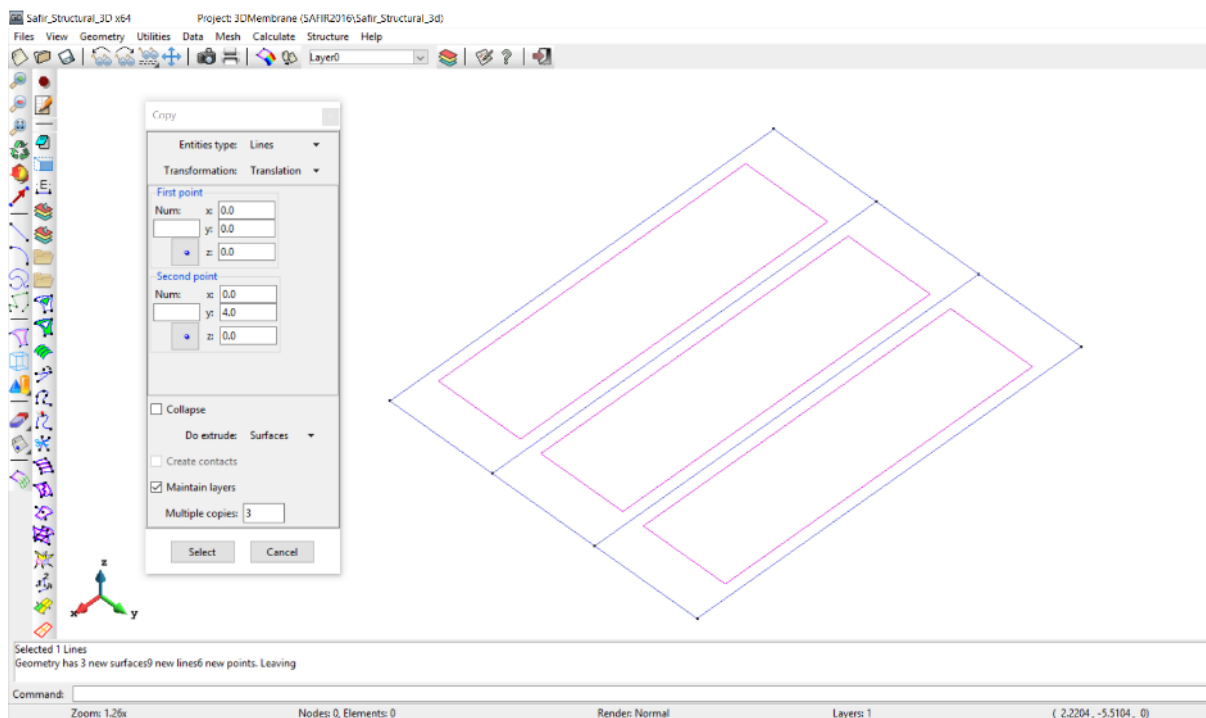 Safir_Structural_3D x64 Project: 3DMembrane (SAFIR2016\Safir_Structural_3d)
Files View Geometry Utilities Data Mesh Calculate Structure Help
Layer0
Copy
Entities type: Lines
Transformation: Translation
First point
Num: x: 0.0
y: 0.0
z: 0.0
Second point
Num: x: 0.0
y: 4.0
z: 0.0
Collapse
Do extrude: Surfaces
Create contacts
Maintain layers
Multiple copies: 3
Select Cancel
E
z
x y
Selected 1 Lines
Geometry has 3 new surfaces9 new lines6 new points. Leaving
Command:
Zoom: 1.26x Nodes: 0, Elements: 0 Render: Normal Layers: 1 ( 2.2204 , -5.5104 , 0)